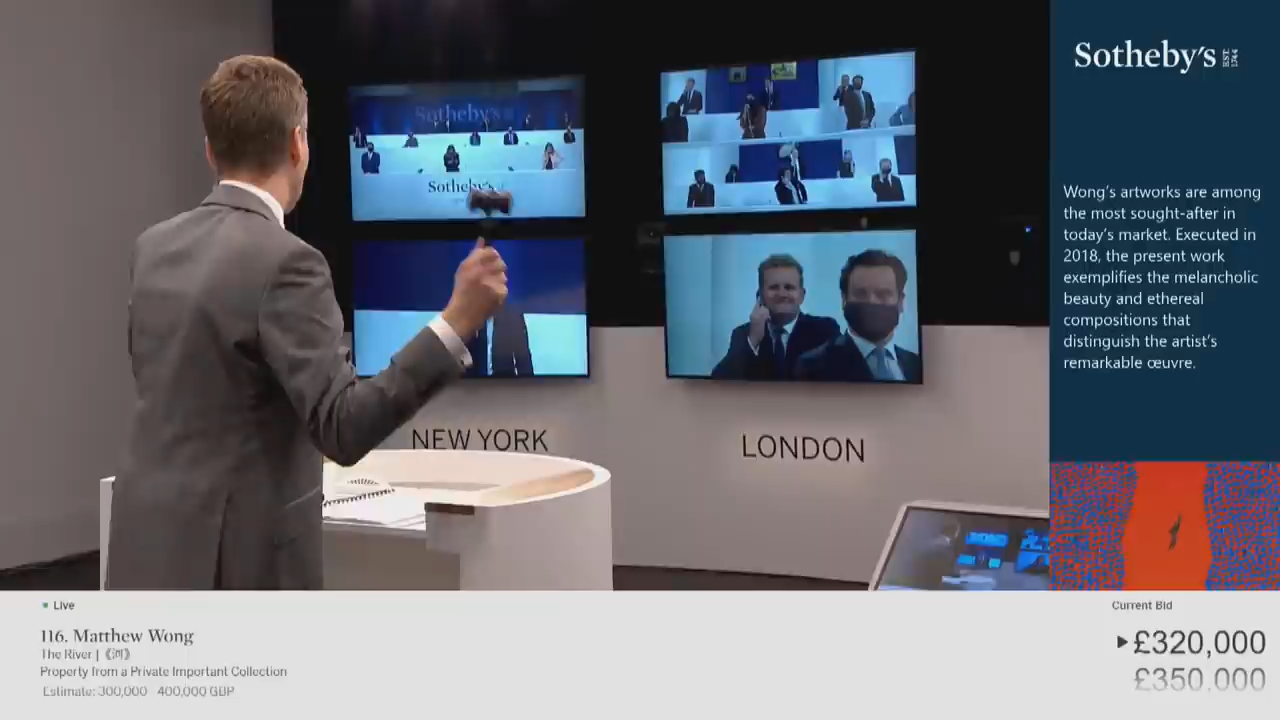 Sotheby's EST. 1744
Sotheby's
Sotheby's
Wong's artworks are among
the most sought-after in
today's market. Executed in
2018, the present work
exemplifies the melancholic
beauty and ethereal
compositions that
distinguish the artist's
remarkable œuvre.
NEW YORK
LONDON
Live
Current Bid
116. Matthew Wong
The River | 《河》
Property from a Private Important Collection
Estimate: 300,000 400,000 GBP
£320,000
£350,000